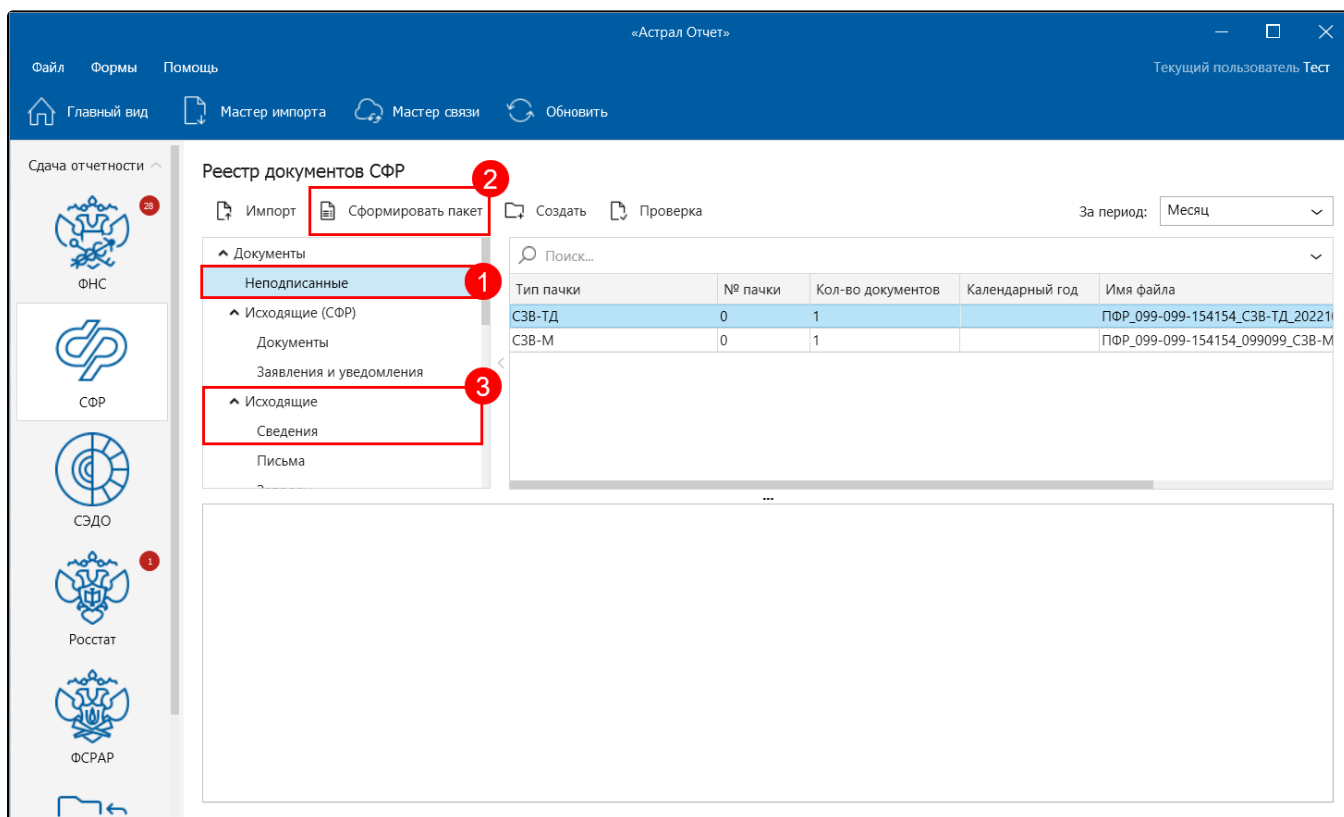 «Астрал Отчет»
Файл Формы Помощь
Текущий пользователь Тест
Главный вид Мастер импорта Мастер связи Обновить
Сдача отчетности
28
ФНС
СФР
СЭДО
1
Росстат
ФСРАР
Реестр документов СФР
2
Импорт Сформировать пакет Создать Проверка
За период: Месяц
Документы
Неподписанные
1
Исходящие (СФР)
Документы
Заявления и уведомления
3
Исходящие
Сведения
Письма
Поиск...
Тип пачки № пачки Кол-во документов Календарный год Имя файла
СЗВ-ТД 0 1 ПФР_099-099-154154_СЗВ-ТД_20221
СЗВ-М 0 1 ПФР_099-099-154154_099099_СЗВ-М
...